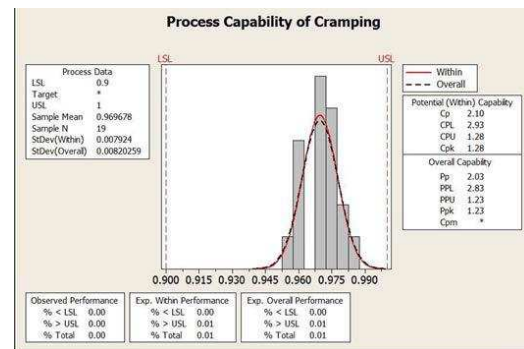 Process Capability of Cramping
LSL
USL
Process Data
LSL 0.9
Target *
USL 1
Sample Mean 0.969678
Sample N 19
StDev(Within) 0.007924
StDev(Overall) 0.00820259
Within
Overall
Potential (Within) Capability
Cp 2.10
CPL 2.93
CPU 1.28
Cpk 1.28
Overall Capability
Pp 2.03
PPL 2.83
PPU 1.23
Ppk 1.23
Cpm *
0.900 0.915 0.930 0.945 0.960 0.975 0.990
Observed Performance
% < LSL 0.00
% > USL 0.00
% Total 0.00
Exp. Within Performance
% < LSL 0.00
% > USL 0.01
% Total 0.01
Exp. Overall Performance
% < LSL 0.00
% > USL 0.01
% Total 0.01